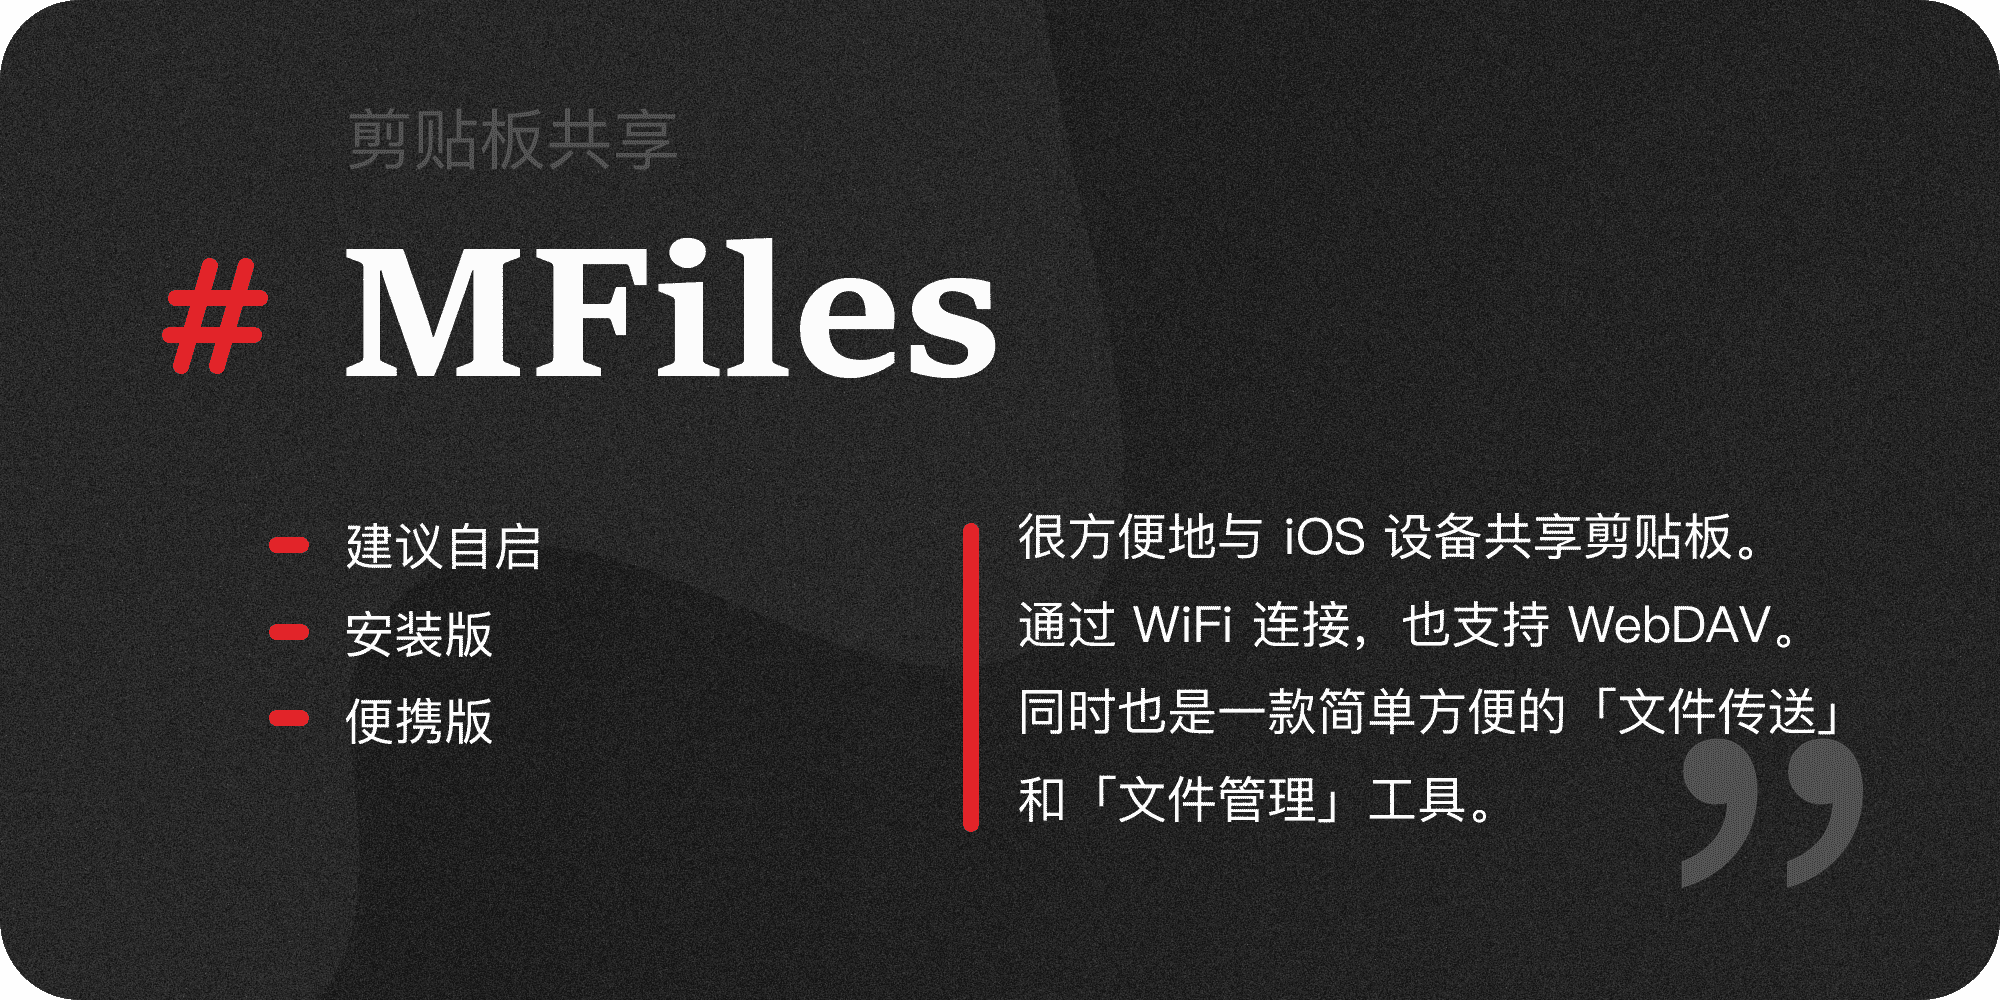 剪贴板共享
# MFiles
建议自启
安装版
便携版
很方便地与 iOS 设备共享剪贴板。
通过 WiFi 连接，也支持 WebDAV。
同时也是一款简单方便的「文件传送」
和「文件管理」工具。
”